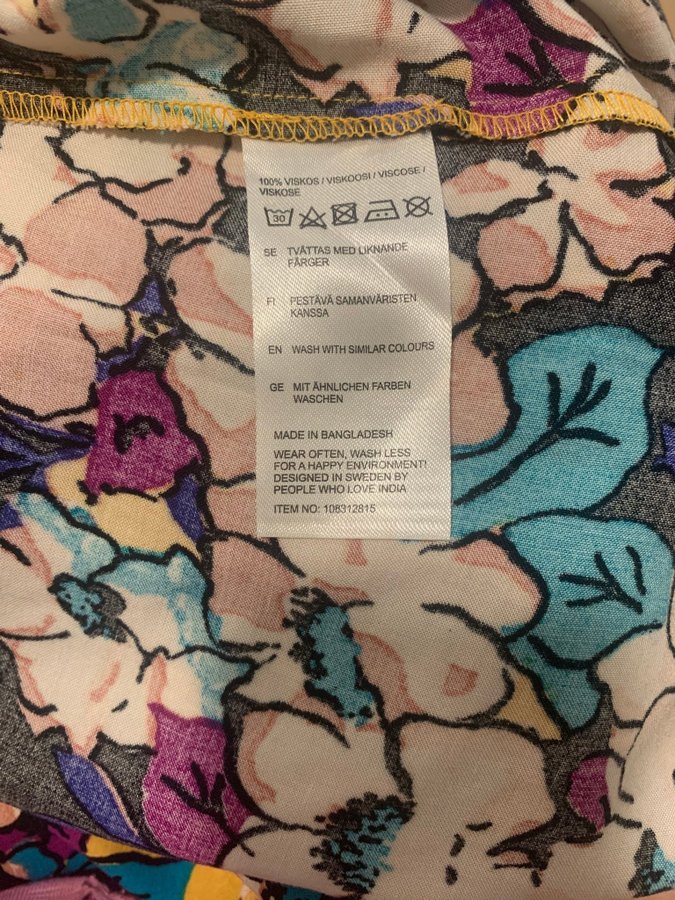 100% VISKOS / VISKOOSI / VISCOSE /
VISKOSE
30
SE TVÄTTAS MED LIKNANDE
FÄRGER
FI PESTÄVÄ SAMANVÄRISTEN
KANSSA
EN WASH WITH SIMILAR COLOURS
GE MIT ÄHNLICHEN FARBEN
WASCHEN
MADE IN BANGLADESH
WEAR OFTEN, WASH LESS
FOR A HAPPY ENVIRONMENT!
DESIGNED IN SWEDEN BY
PEOPLE WHO LOVE INDIA
ITEM NO: 108312815